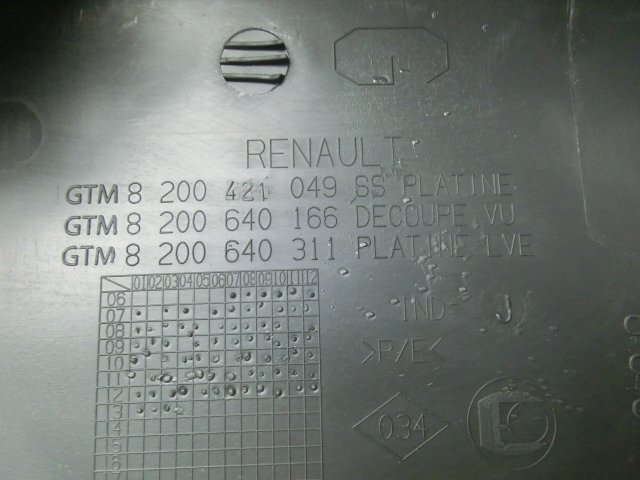 RENAULT
GTM 8 200 421 049 SS PLATINE
GTM 8 200 640 166 DECOUPE VU
GTM 8 200 640 311 PLATINE LVE
01 02 03 04 05 06 07 08 09 10 11 12
06
07
08
09
10
11
12
13
14
15
16
IND= J
>P/E<
034